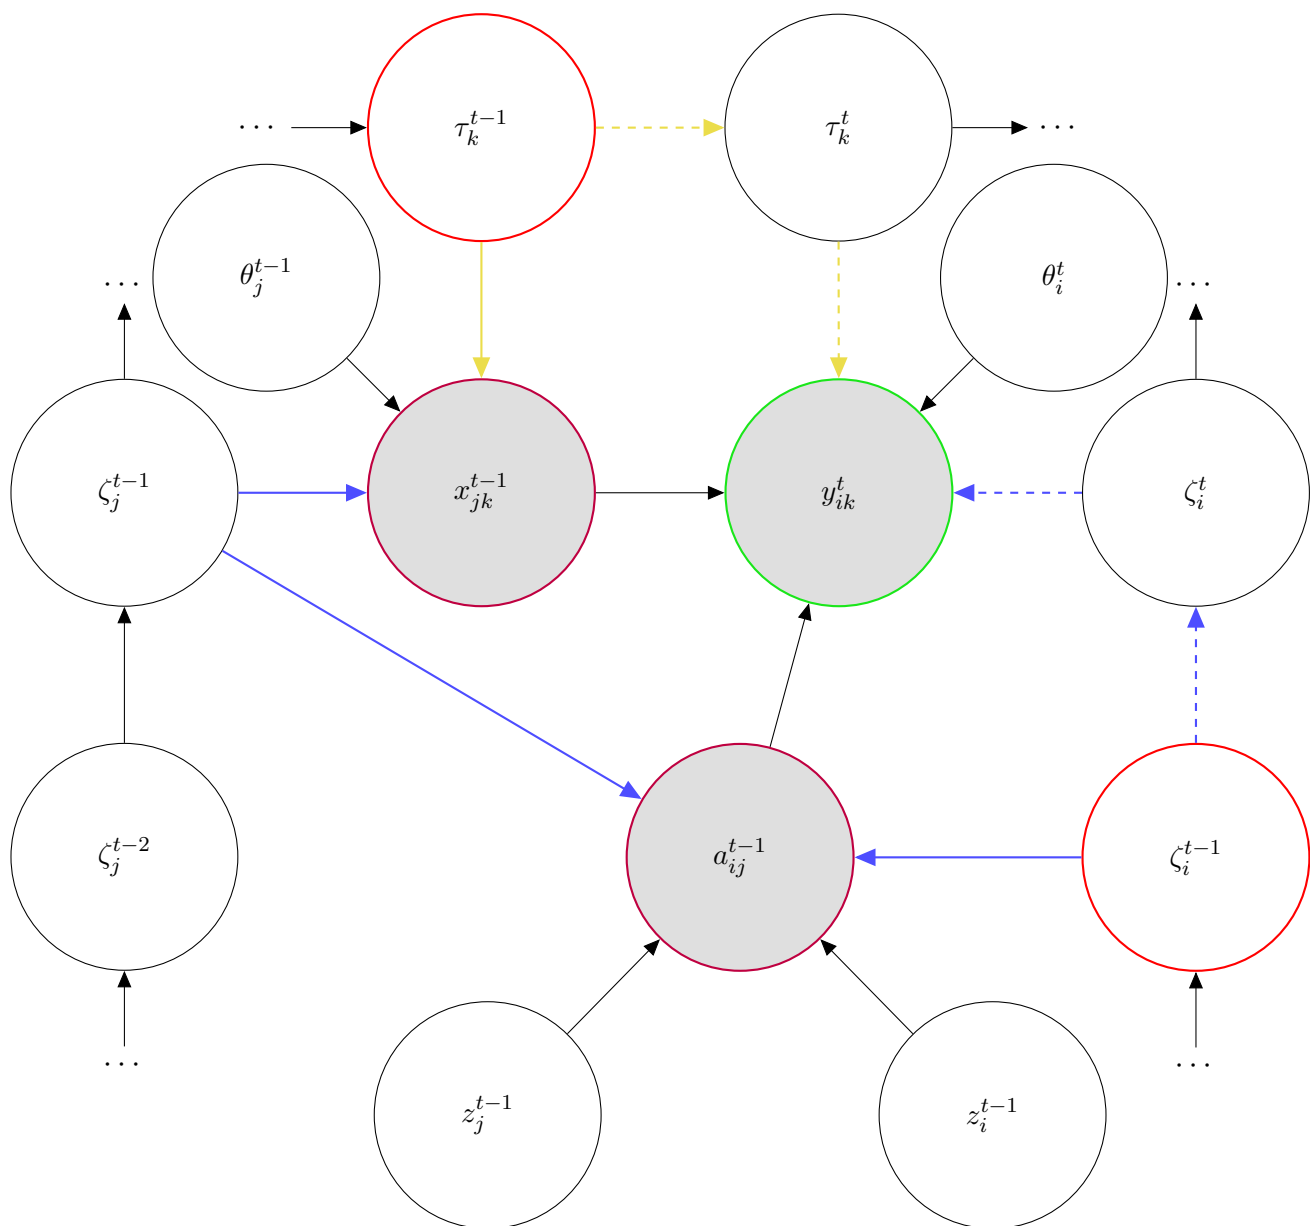 ⋯ τ_k^{t−1} τ_k^t ⋯
θ_j^{t−1} θ_i^t
⋯ ⋯
ζ_j^{t−1} x_{jk}^{t−1} y_{ik}^t ζ_i^t
ζ_j^{t−2} a_{ij}^{t−1} ζ_i^{t−1}
⋯ ⋯
z_j^{t−1} z_i^{t−1}